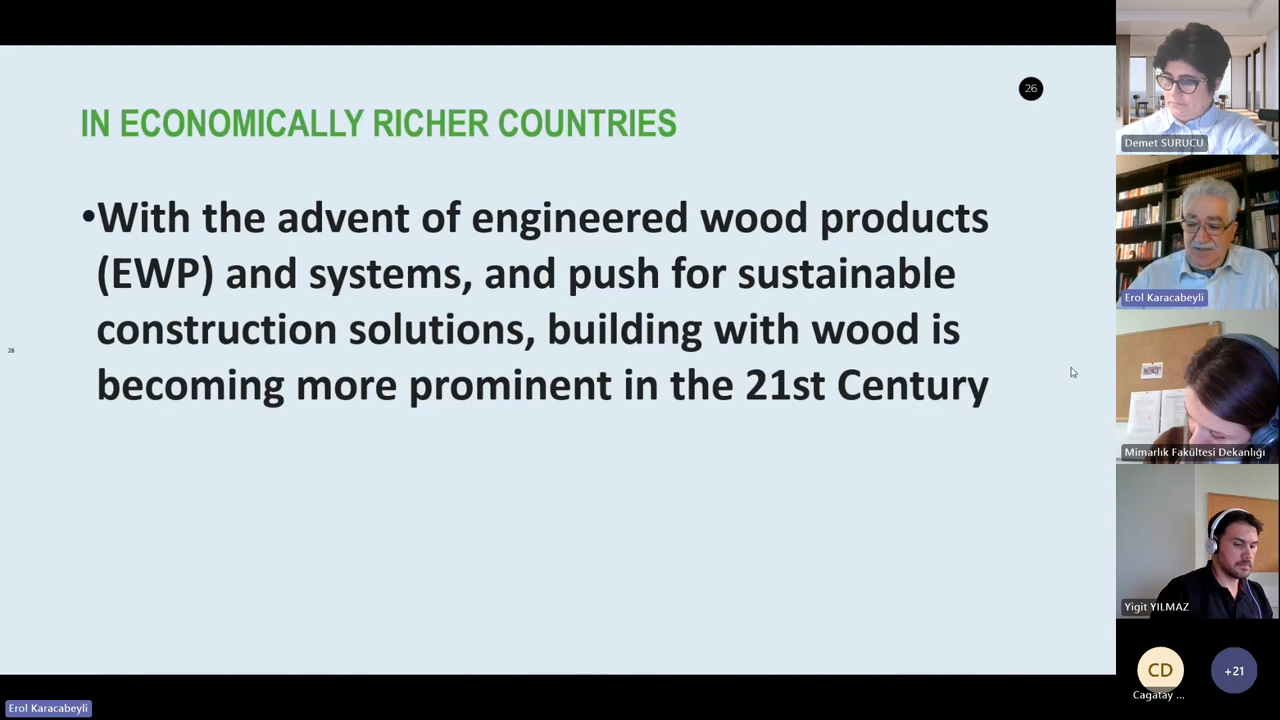 26
IN ECONOMICALLY RICHER COUNTRIES
•With the advent of engineered wood products
(EWP) and systems, and push for sustainable
construction solutions, building with wood is
becoming more prominent in the 21st Century
26
Demet SURUCU
Erol Karacabeyli
Mimarlık Fakültesi Dekanlığı
Yigit YILMAZ
CD
Cagatay ...
+21
Erol Karacabeyli